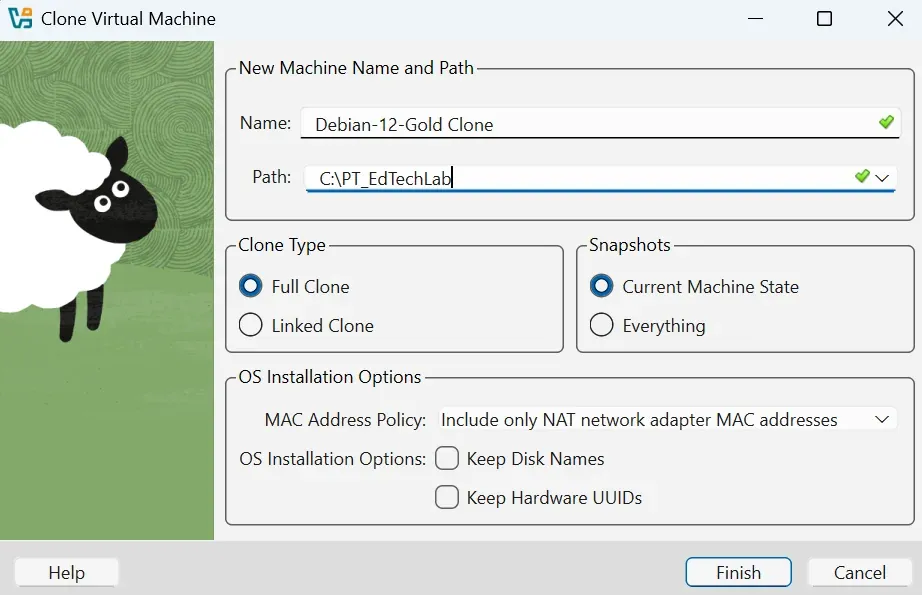 Clone Virtual Machine
New Machine Name and Path
Name: Debian-12-Gold Clone
Path: C:\PT_EdTechLab
Clone Type
Full Clone
Linked Clone
Snapshots
Current Machine State
Everything
OS Installation Options
MAC Address Policy: Include only NAT network adapter MAC addresses
OS Installation Options: Keep Disk Names
Keep Hardware UUIDs
Help
Finish
Cancel